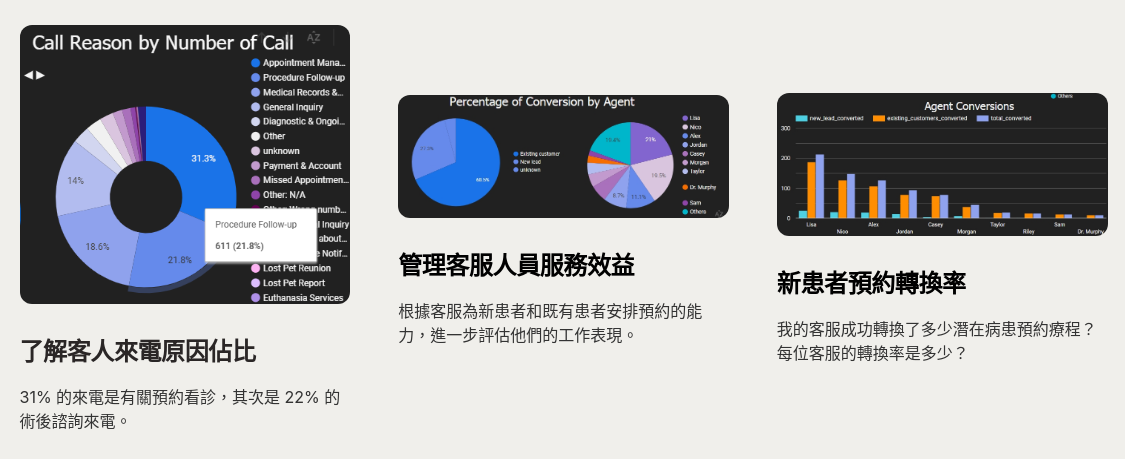 Call Reason by Number of Call
Appointment Mana...
Procedure Follow-up
Medical Records &...
General Inquiry
Diagnostic & Ongoi...
Other
unknown
Payment & Account
Missed Appointmen...
Other: N/A
Lost Pet Reunion
Lost Pet Report
Euthanasia Services
31.3%
14%
18.6%
21.8%
Procedure Follow-up
611 (21.8%)
了解客人來電原因佔比
31% 的來電是有關預約看診，其次是 22% 的
術後諮詢來電。
Percentage of Conversion by Agent
Existing customer
New lead
unknown
Lisa
Nico
Alex
Jordan
Casey
Morgan
Taylor
Dr. Murphy
Sam
Others
管理客服人員服務效益
根據客服為新患者和既有患者安排預約的能
力，進一步評估他們的工作表現。
Others
Agent Conversions
new_lead_converted
existing_customers_converted
total_converted
300
200
100
0
Lisa
Nico
Alex
Jordan
Casey
Morgan
Taylor
Riley
Sam
Dr. Murphy
新患者預約轉換率
我的客服成功轉換了多少潛在病患預約療程？
每位客服的轉換率是多少？